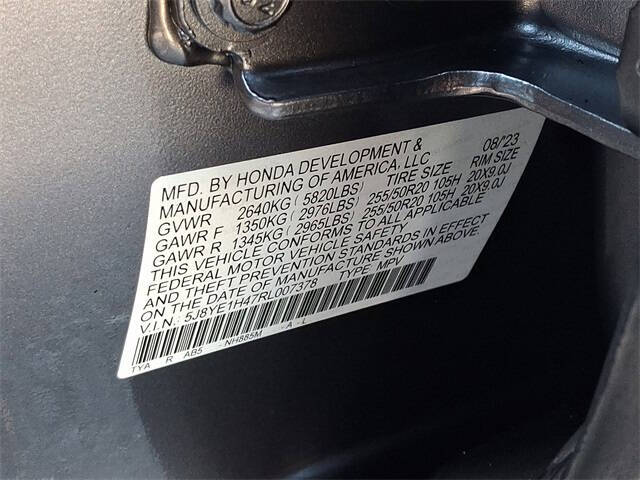 MFD. BY HONDA DEVELOPMENT & 08/'23
MANUFACTURING OF AMERICA, LLC
GVWR 2640KG (5820LBS) TIRE SIZE RIM SIZE
GAWR F 1350KG (2976LBS) 255/50R20 105H 20X9.0J
GAWR R 1345KG (2965LBS) 255/50R20 105H 20X9.0J
THIS VEHICLE CONFORMS TO ALL APPLICABLE
FEDERAL MOTOR VEHICLE SAFETY STANDARDS IN EFFECT
AND THEFT PREVENTION STANDARDS IN EFFECT
ON THE DATE OF MANUFACTURE SHOWN ABOVE.
V.I.N.: 5J8YE1H47RL007378 TYPE MPV
TYA R AB5 -NH885M -A-L